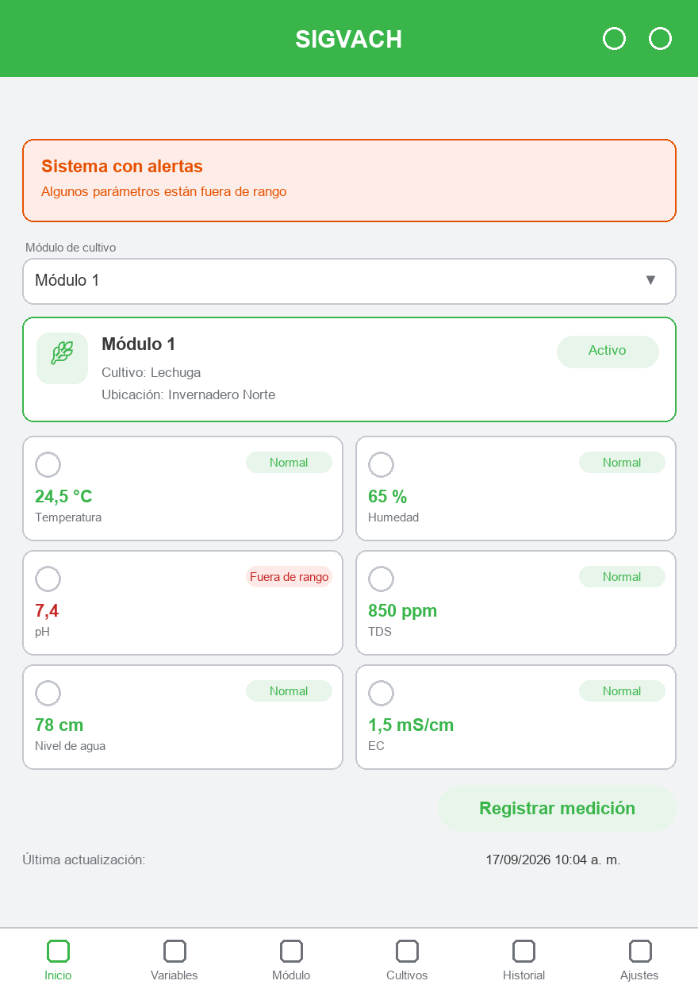 SIGVACH
Sistema con alertas
Algunos parámetros están fuera de rango
Módulo de cultivo
Módulo 1 ▼
Módulo 1
Activo
Cultivo: Lechuga
Ubicación: Invernadero Norte
Normal
24,5 °C
Temperatura
Normal
65 %
Humedad
Fuera de rango
7,4
pH
Normal
850 ppm
TDS
Normal
78 cm
Nivel de agua
Normal
1,5 mS/cm
EC
Registrar medición
Última actualización: 17/09/2026 10:04 a. m.
Inicio Variables Módulo Cultivos Historial Ajustes